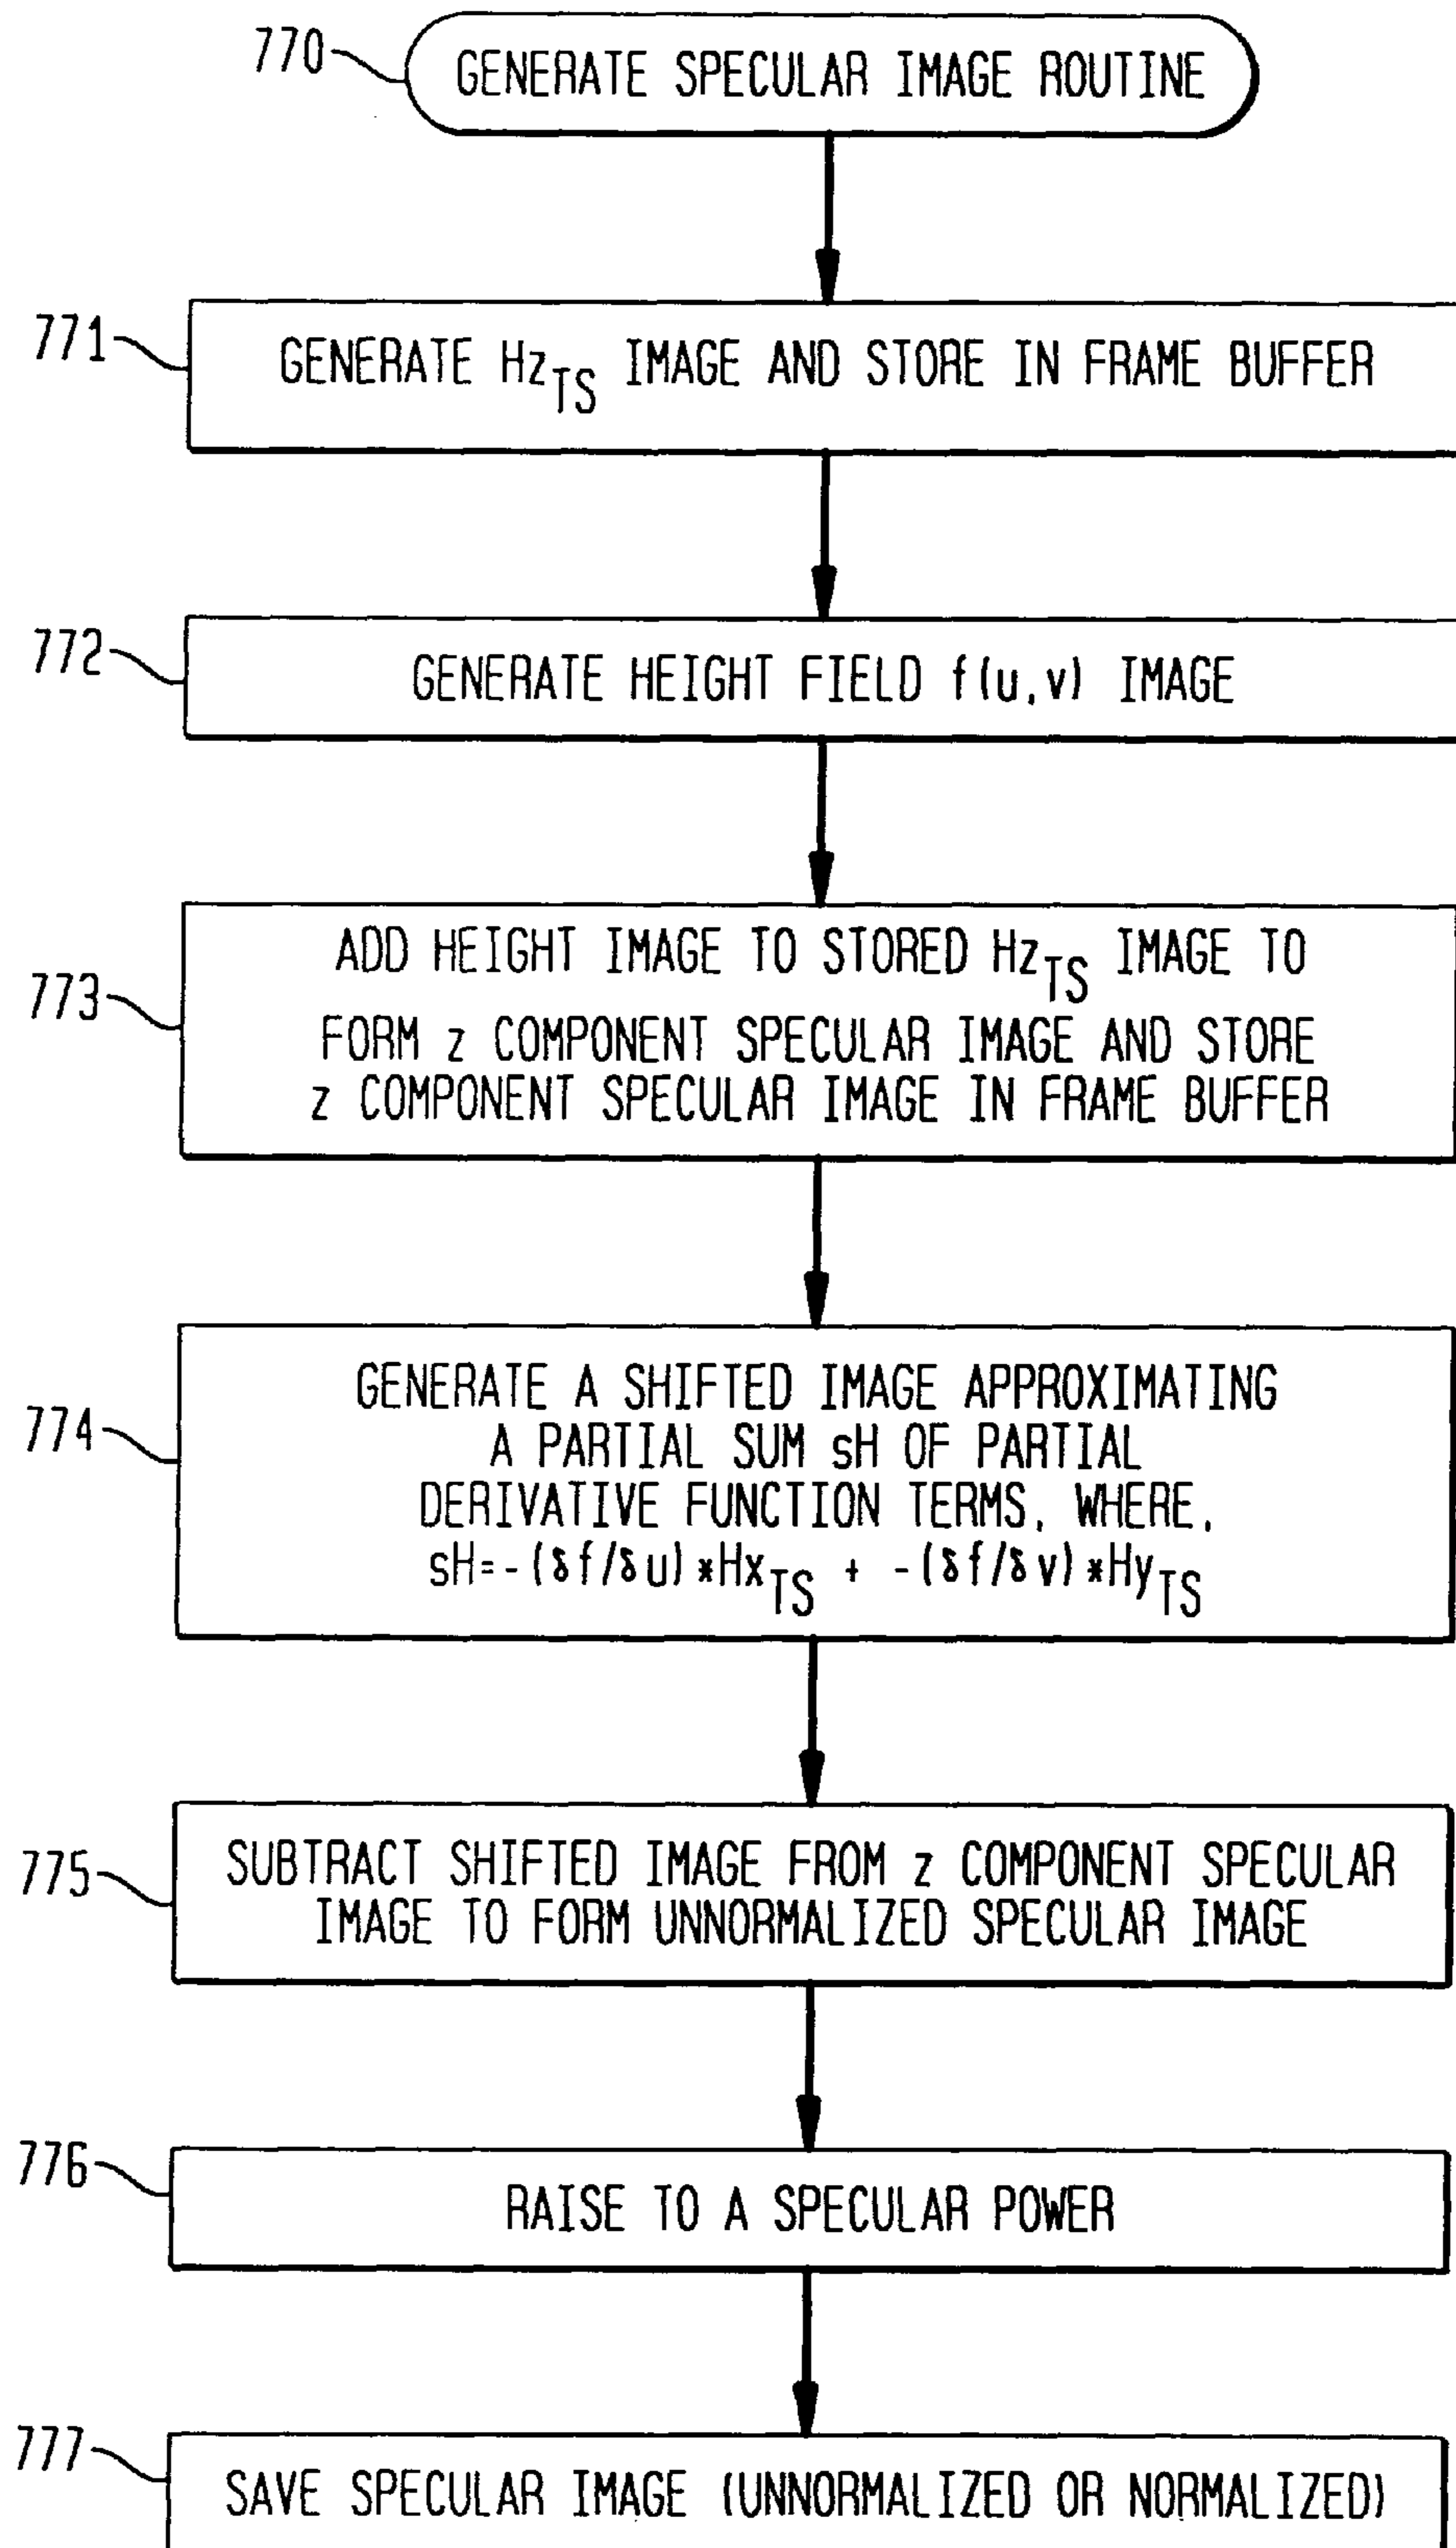 770
GENERATE SPECULAR IMAGE ROUTINE
771
GENERATE Hz_TS IMAGE AND STORE IN FRAME BUFFER
772
GENERATE HEIGHT FIELD f(u,v) IMAGE
773
ADD HEIGHT IMAGE TO STORED Hz_TS IMAGE TO
FORM z COMPONENT SPECULAR IMAGE AND STORE
z COMPONENT SPECULAR IMAGE IN FRAME BUFFER
774
GENERATE A SHIFTED IMAGE APPROXIMATING
A PARTIAL SUM sH OF PARTIAL
DERIVATIVE FUNCTION TERMS, WHERE,
sH=-(δf/δu)*Hx_TS + -(δf/δv)*Hy_TS
775
SUBTRACT SHIFTED IMAGE FROM z COMPONENT SPECULAR
IMAGE TO FORM UNNORMALIZED SPECULAR IMAGE
776
RAISE TO A SPECULAR POWER
777
SAVE SPECULAR IMAGE (UNNORMALIZED OR NORMALIZED)